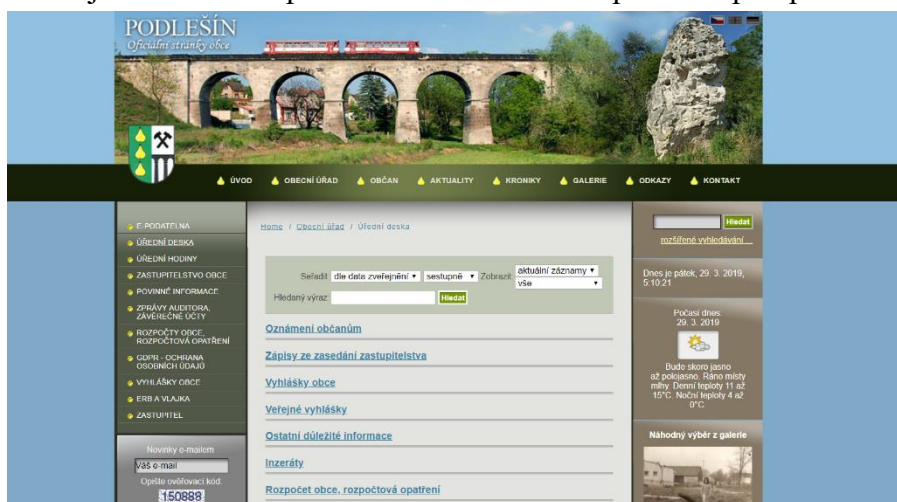 PODLEŠÍN
Oficiální stránky obce
ÚVOD
OBECNÍ ÚŘAD
OBČAN
AKTUALITY
KRONIKY
GALERIE
ODKAZY
KONTAKT
E-PODATELNA
ÚŘEDNÍ DESKA
ÚŘEDNÍ HODINY
ZASTUPITELSTVO OBCE
POVINNÉ INFORMACE
ZPRÁVY AUDITORA,
ZÁVĚREČNÉ ÚČTY
ROZPOČTY OBCE,
ROZPOČTOVÁ OPATŘENÍ
GDPR - OCHRANA
OSOBNÍCH ÚDAJŮ
VYHLÁŠKY OBCE
ERB A VLAJKA
ZASTUPITEL
Novinky e-mailem
Váš e-mail
Opište ověřovací kód:
150888
Home / Obecní úřad / Úřední deska
Seřadit dle data zveřejnění sestupně Zobrazit aktuální záznamy
vše
Hledaný výraz Hledat
Oznámení občanům
Zápisy ze zasedání zastupitelstva
Vyhlášky obce
Veřejné vyhlášky
Ostatní důležité informace
Inzeráty
Rozpočet obce, rozpočtová opatření
Hledat
rozšířené vyhledávání ...
Dnes je pátek, 29. 3. 2019,
5:10:21
Počasí dnes:
29. 3. 2019
Bude skoro jasno
až polojasno. Ráno místy
mlhy. Denní teploty 11 až
15°C. Noční teploty 4 až
0°C.
Náhodný výběr z galerie